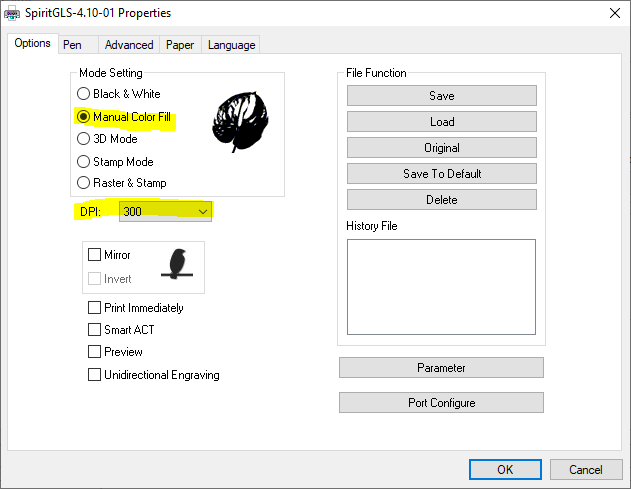 SpiritGLS-4.10-01 Properties
Options
Pen
Advanced
Paper
Language
Mode Setting
Black & White
Manual Color Fill
3D Mode
Stamp Mode
Raster & Stamp
DPI:
300
Mirror
Invert
Print Immediately
Smart ACT
Preview
Unidirectional Engraving
File Function
Save
Load
Original
Save To Default
Delete
History File
Parameter
Port Configure
OK
Cancel